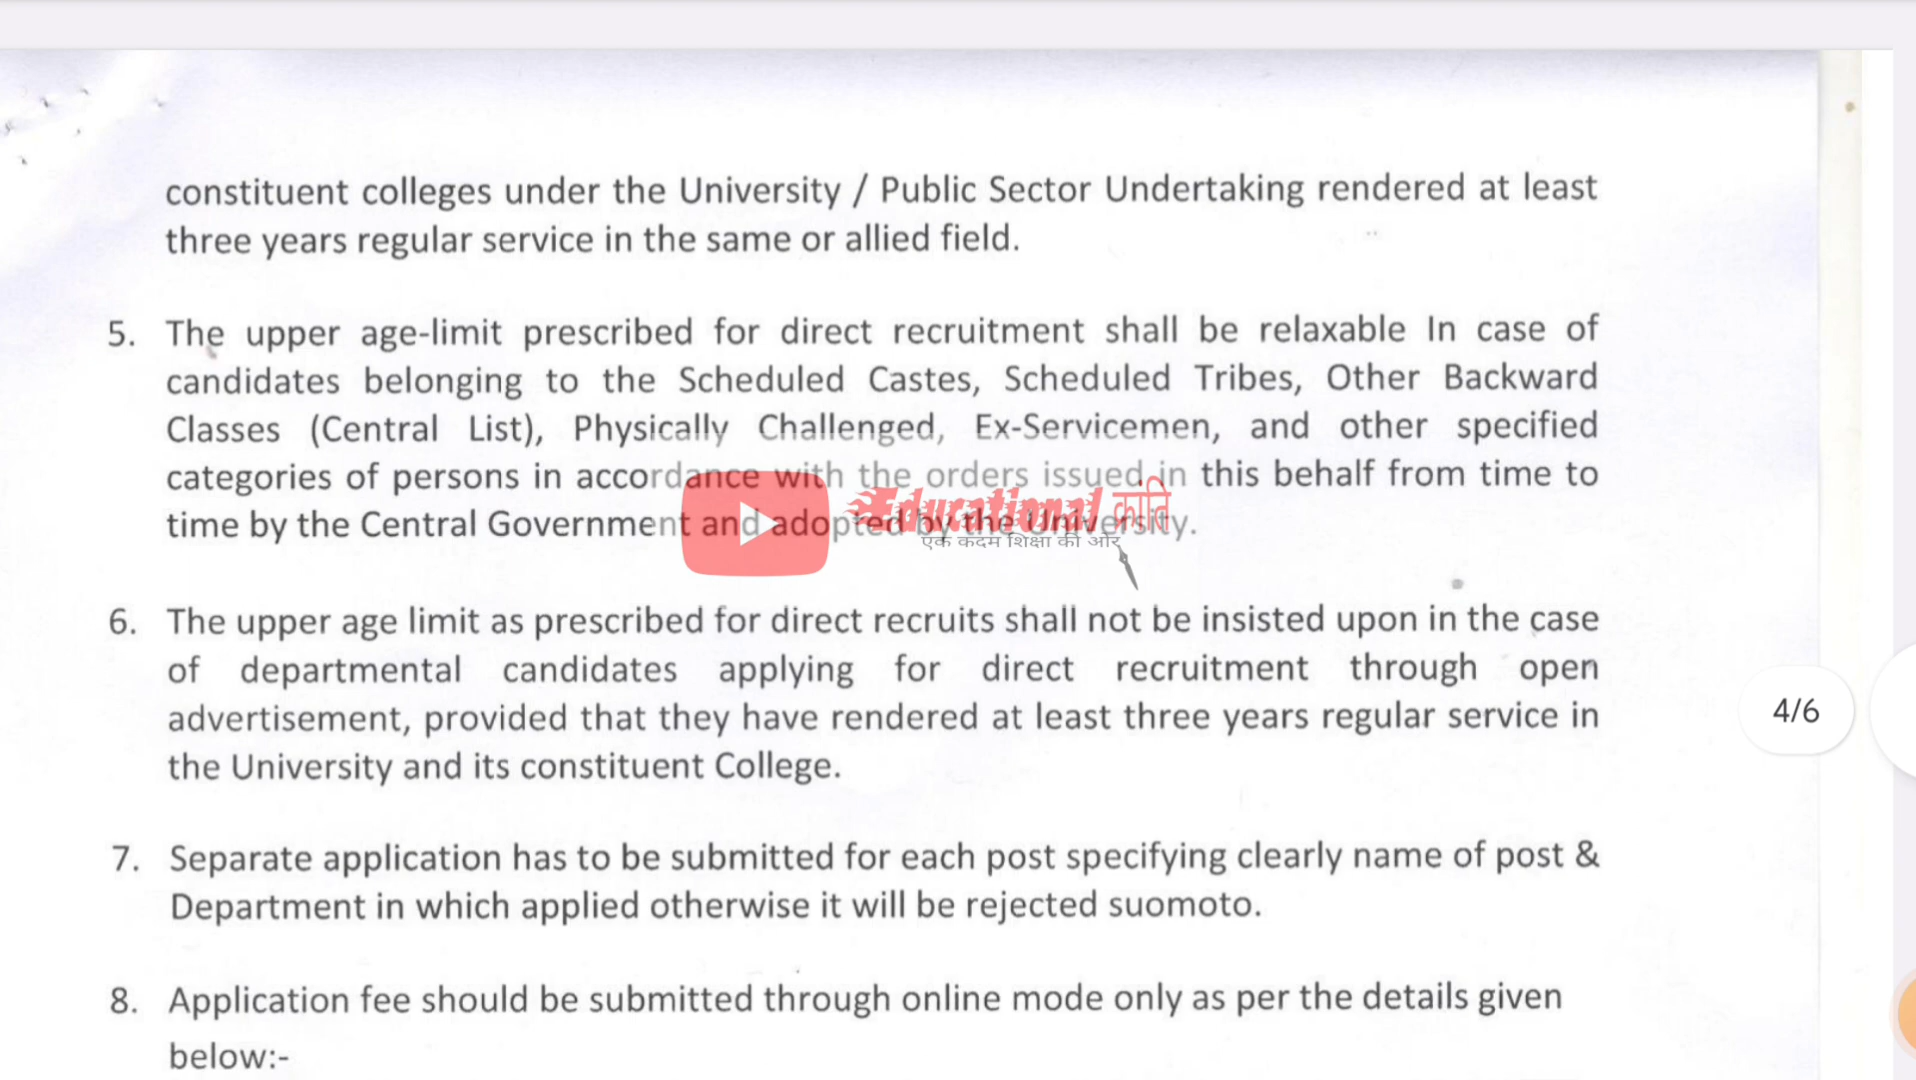 constituent colleges under the University / Public Sector Undertaking rendered at least
three years regular service in the same or allied field.
5. The upper age-limit prescribed for direct recruitment shall be relaxable In case of
candidates belonging to the Scheduled Castes, Scheduled Tribes, Other Backward
Classes (Central List), Physically Challenged, Ex-Servicemen, and other specified
categories of persons in accordance with the orders issued in this behalf from time to
time by the Central Government and adopted by the University.
Educational क्रांति
एक कदम शिक्षा की ओर
6. The upper age limit as prescribed for direct recruits shall not be insisted upon in the case
of departmental candidates applying for direct recruitment through open
advertisement, provided that they have rendered at least three years regular service in
the University and its constituent College.
4/6
7. Separate application has to be submitted for each post specifying clearly name of post &
Department in which applied otherwise it will be rejected suomoto.
8. Application fee should be submitted through online mode only as per the details given
below:-